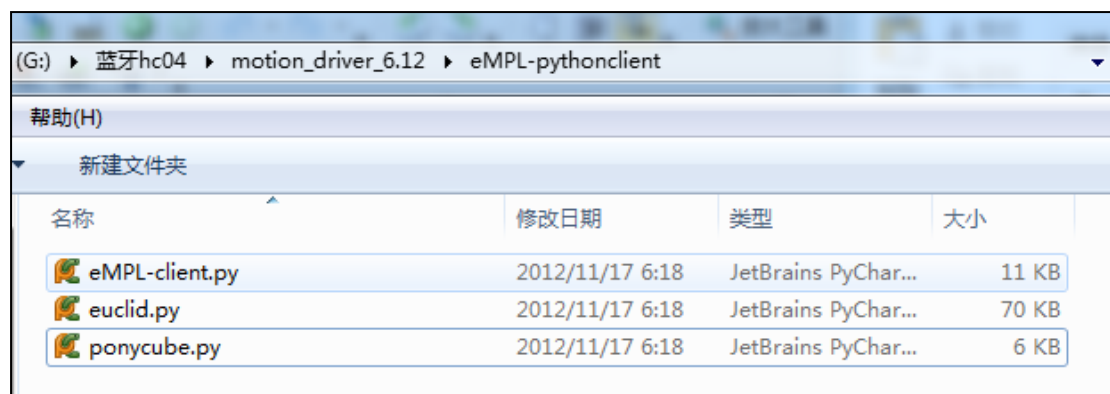 (G:) ▸ 蓝牙hc04 ▸ motion_driver_6.12 ▸ eMPL-pythonclient
帮助(H)
新建文件夹
名称 修改日期 类型 大小
eMPL-client.py 2012/11/17 6:18 JetBrains PyChar... 11 KB
euclid.py 2012/11/17 6:18 JetBrains PyChar... 70 KB
ponycube.py 2012/11/17 6:18 JetBrains PyChar... 6 KB